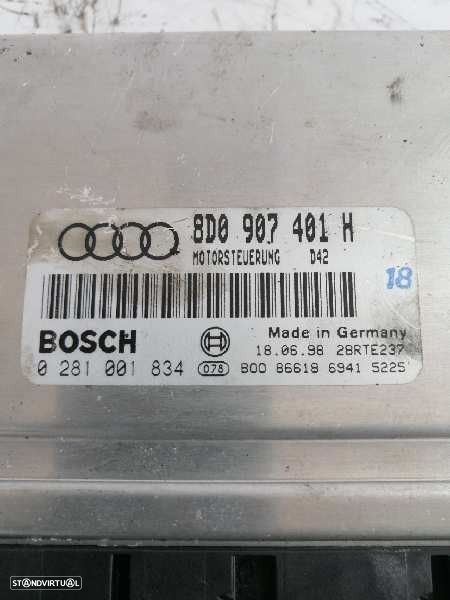 8D0 907 401 H
MOTORSTEUERUNG D42
18
BOSCH
Made in Germany
18.06.98 28RTE237
0 281 001 834 078 800 86618 6941 5225
STANDVIRTUAL